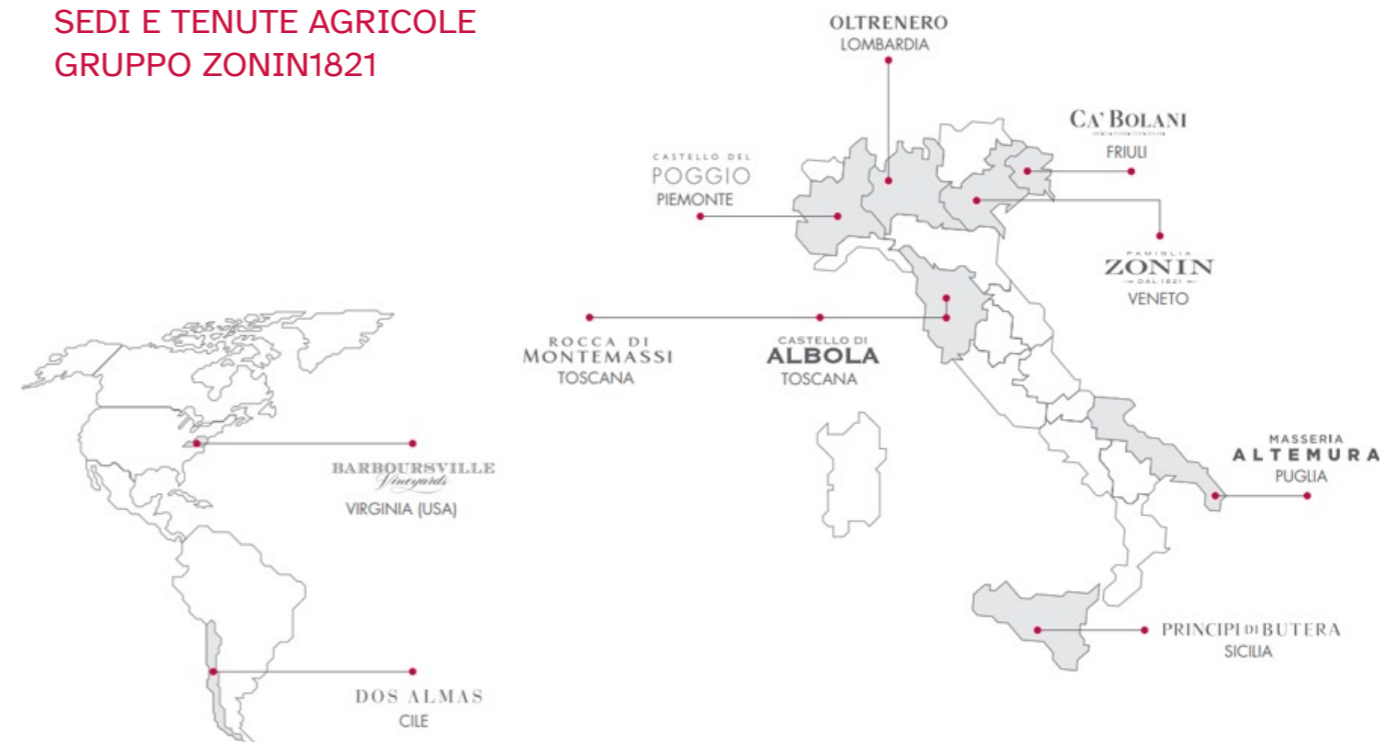 SEDI E TENUTE AGRICOLE
GRUPPO ZONIN1821
OLTRENERO
LOMBARDIA
CA' BOLANI
FRIULI
CASTELLO DEL
POGGIO
PIEMONTE
FAMIGLIA
ZONIN
DAL 1821
VENETO
ROCCA DI
MONTEMASSI
TOSCANA
CASTELLO DI
ALBOLA
TOSCANA
BARBOURSVILLE
Vineyards
VIRGINIA (USA)
MASSERIA
ALTEMURA
PUGLIA
PRINCIPI DI BUTERA
SICILIA
DOS ALMAS
CILE